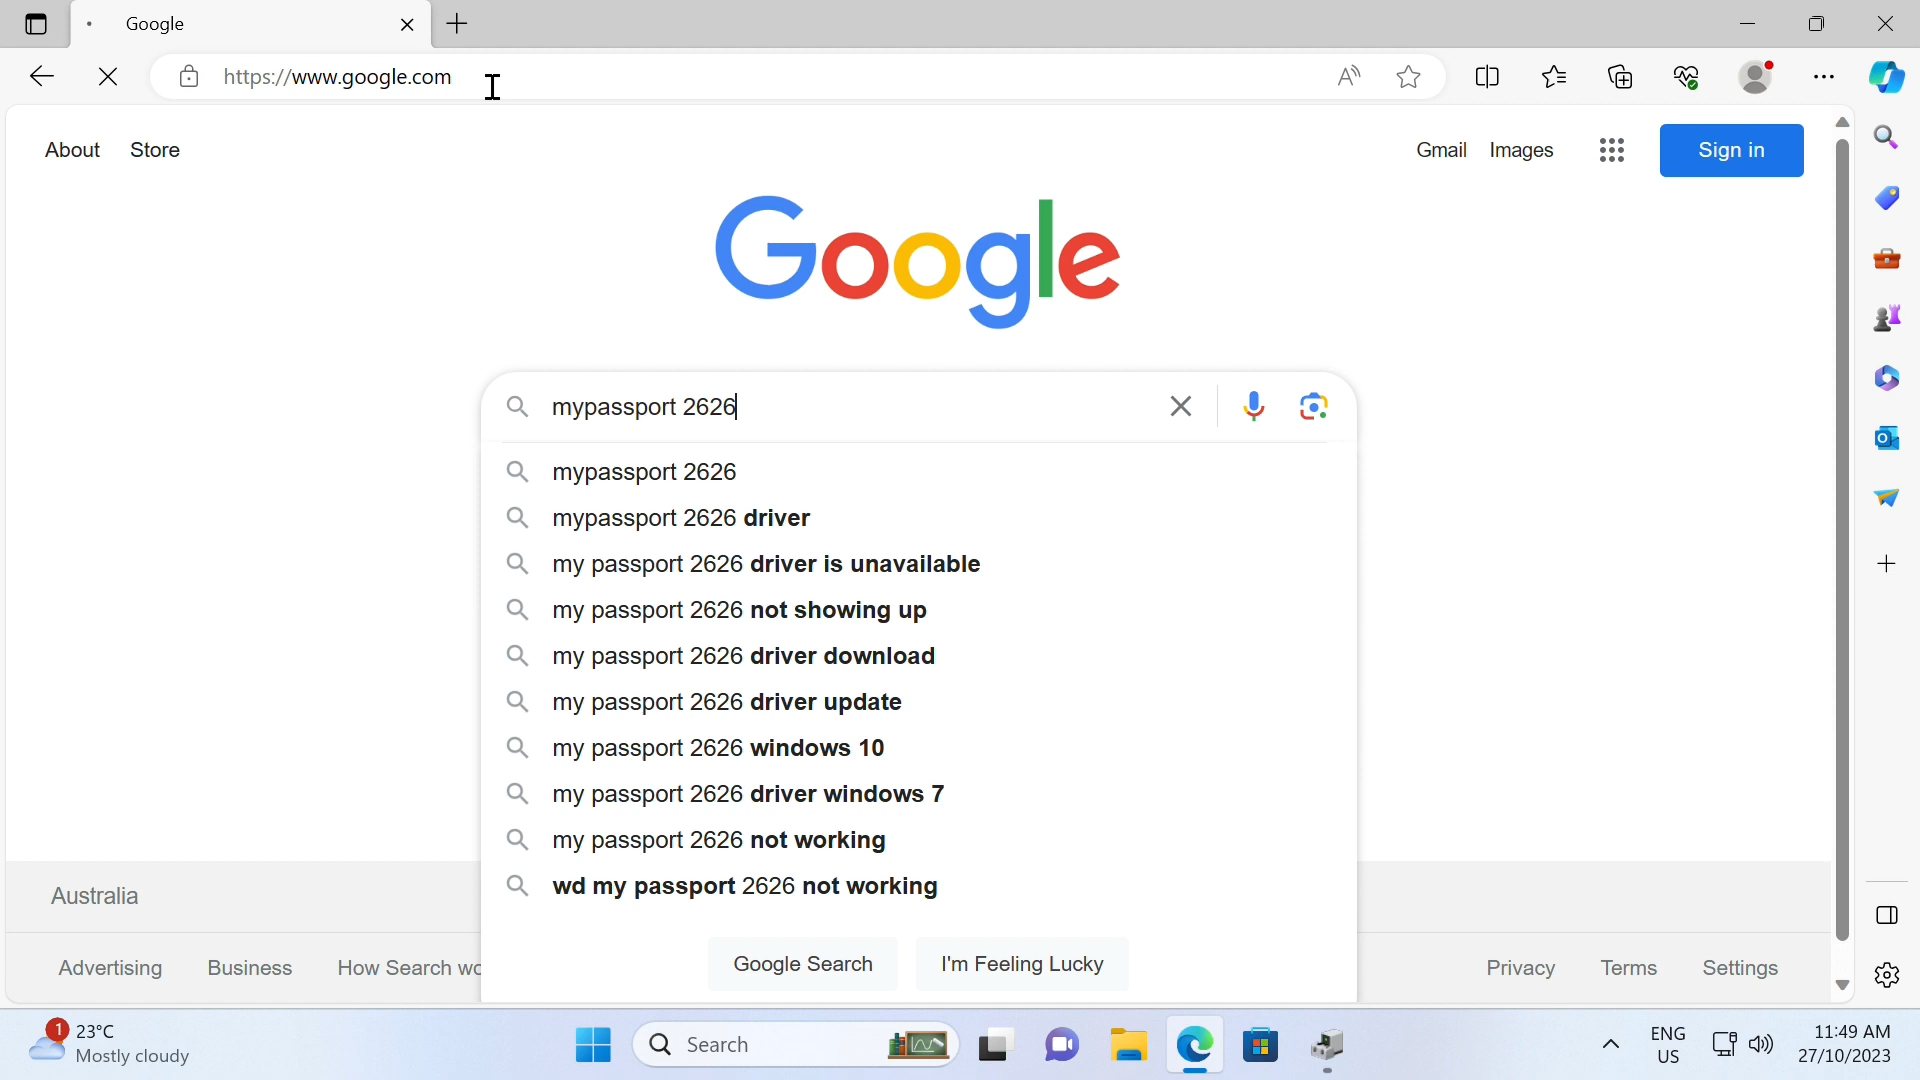 Google
https://www.google.com
About Store Gmail Images Sign in
Google
mypassport 2626
mypassport 2626
mypassport 2626 driver
my passport 2626 driver is unavailable
my passport 2626 not showing up
my passport 2626 driver download
my passport 2626 driver update
my passport 2626 windows 10
my passport 2626 driver windows 7
my passport 2626 not working
wd my passport 2626 not working
Google Search I'm Feeling Lucky
Australia
Advertising Business How Search wo Privacy Terms Settings
1 23°C
Mostly cloudy
Search
ENG
US
11:49 AM
27/10/2023